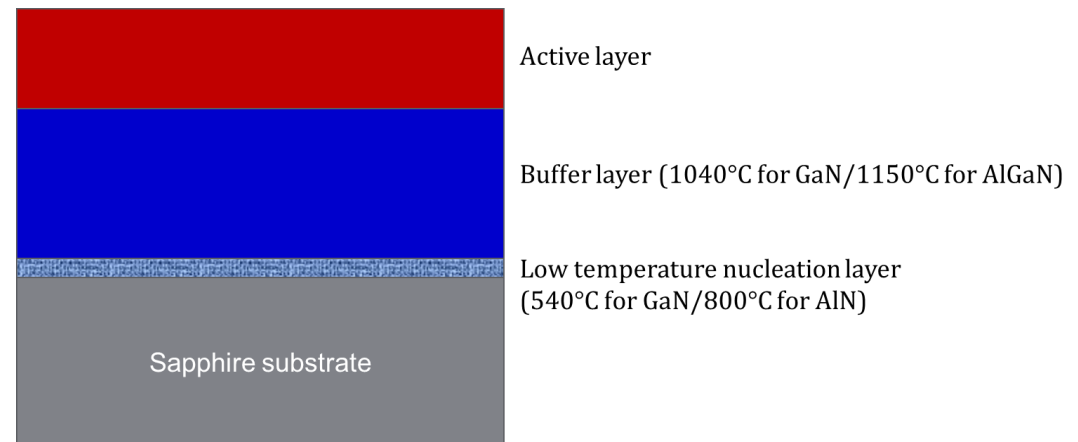 Active layer
Buffer layer (1040°C for GaN/1150°C for AlGaN)
Low temperature nucleation layer
(540°C for GaN/800°C for AlN)
Sapphire substrate